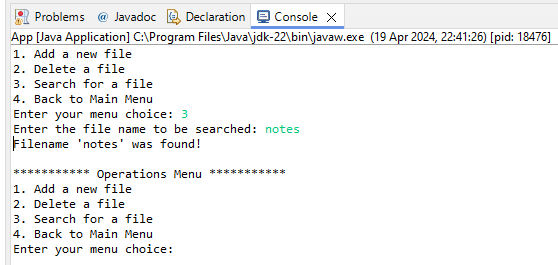 Problems Javadoc Declaration Console
App [Java Application] C:\Program Files\Java\jdk-22\bin\javaw.exe (19 Apr 2024, 22:41:26) [pid: 18476]
1. Add a new file
2. Delete a file
3. Search for a file
4. Back to Main Menu
Enter your menu choice: 3
Enter the file name to be searched: notes
Filename 'notes' was found!
*********** Operations Menu ***********
1. Add a new file
2. Delete a file
3. Search for a file
4. Back to Main Menu
Enter your menu choice: